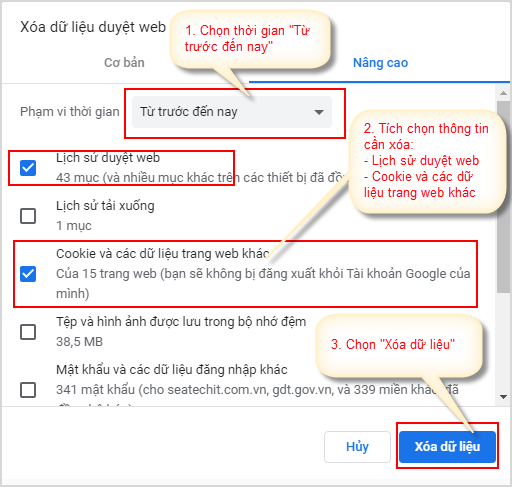 Xóa dữ liệu duyệt web
1. Chọn thời gian "Từ
trước đến nay"
Cơ bản
Nâng cao
Phạm vi thời gian
Từ trước đến nay
2. Tích chọn thông tin
cần xóa:
- Lịch sử duyệt web
- Cookie và các dữ
liệu trang web khác
Lịch sử duyệt web
43 mục (và nhiều mục khác trên các thiết bị đã đồ
Lịch sử tải xuống
1 mục
Cookie và các dữ liệu trang web khác
Của 15 trang web (bạn sẽ không bị đăng xuất khỏi Tài khoản Google của
mình)
Tệp và hình ảnh được lưu trong bộ nhớ đệm
38,5 MB
3. Chọn "Xóa dữ liệu"
Mật khẩu và các dữ liệu đăng nhập khác
341 mật khẩu (cho seatechit.com.vn, gdt.gov.vn, và 339 miền khác, đã
Hủy
Xóa dữ liệu